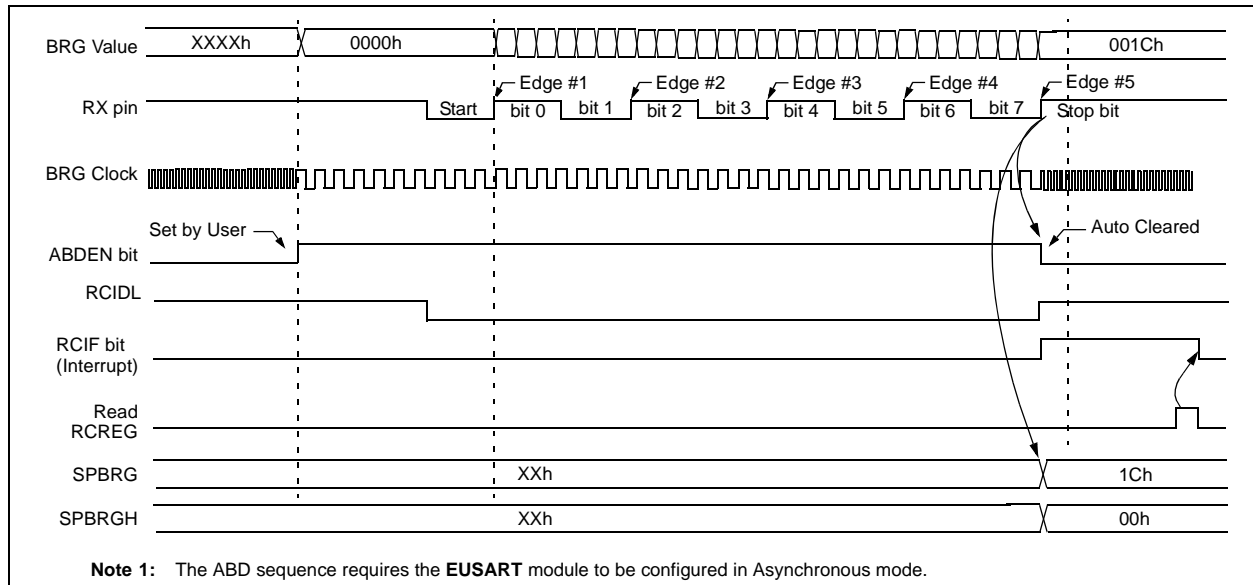 BRG Value XXXXh 0000h 001Ch
Edge #1 Edge #2 Edge #3 Edge #4 Edge #5
RX pin Start bit 0 bit 1 bit 2 bit 3 bit 4 bit 5 bit 6 bit 7 Stop bit
BRG Clock
Set by User Auto Cleared
ABDEN bit
RCIDL
RCIF bit
(Interrupt)
Read
RCREG
SPBRG XXh 1Ch
SPBRGH XXh 00h
Note 1: The ABD sequence requires the EUSART module to be configured in Asynchronous mode.